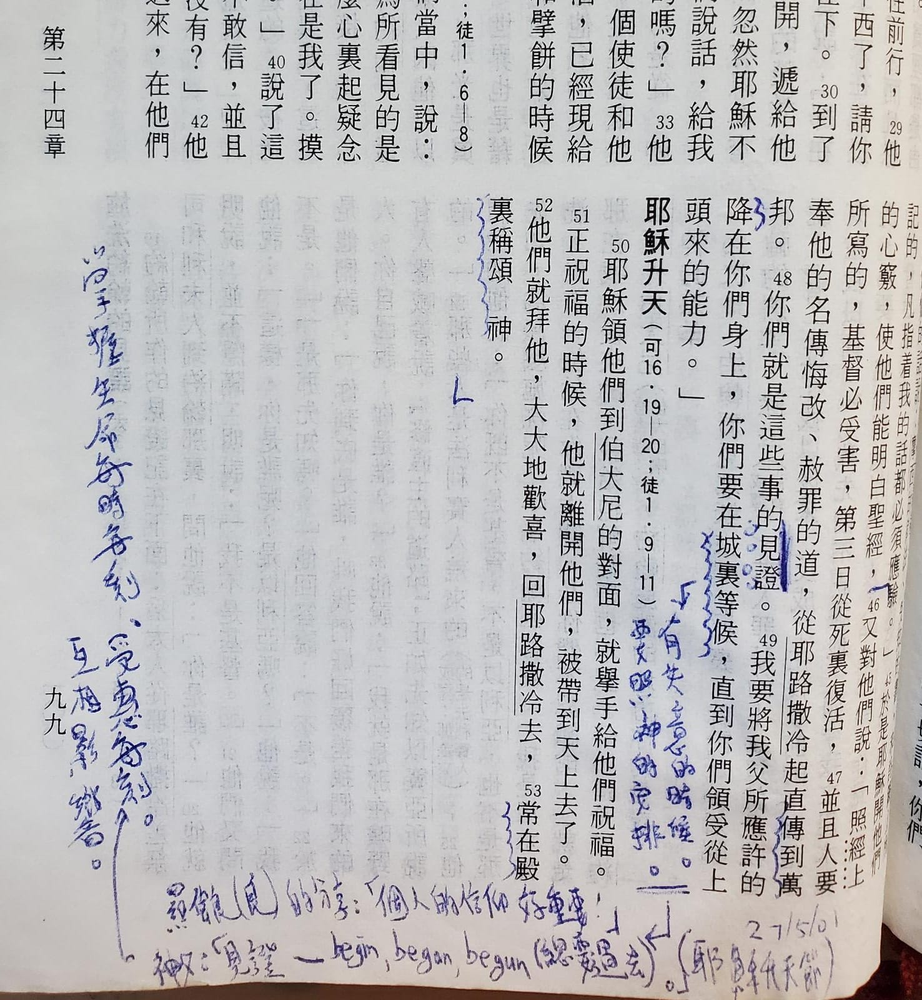 在前行，29他
西了，請你
下。30到了
開，遞給他
忽然耶穌不
說話，給我
的嗎？」33他
個使徒和他
，已經現給
擘餅的時候
；徒1．6—8）
當中，說：
所看見的是
麼心裏起疑念
在是我了。摸
。」40說了這
不敢信，並且
沒有？」42他
來，在他們
第二十四章
記的，凡指着我的話都必須應驗。」45於是耶穌開他們
的心竅，使他們能明白聖經，46又對他們說：「照經上
所寫的，基督必受害，第三日從死裏復活，47並且人要
奉他的名傳悔改、赦罪的道，從耶路撒冷起直傳到萬
邦。48你們就是這些事的見證。49我要將我父所應許的
降在你們身上，你們要在城裏等候，直到你們領受從上
頭來的能力。」
有失意的時候。
要照神的安排。
耶穌升天（可16．19—20；徒1．9—11）
50耶穌領他們到伯大尼的對面，就舉手給他們祝福。
51正祝福的時候，他就離開他們，被帶到天上去了。
52他們就拜他，大大地歡喜，回耶路撒冷去，53常在殿
裏稱頌 神。
掌握生命每時每刻、
受惠每刻。
互相影響。
九九
的分享：「個人的信仰好重要！」
27/5/01
見證 — begin, began, begun
(耶穌升天節)